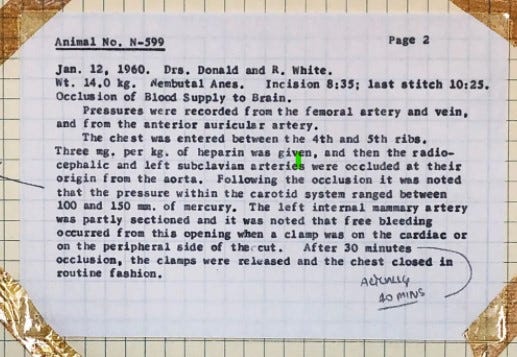 Animal No. N-599
Page 2
Jan. 12, 1960. Drs. Donald and R. White.
Wt. 14.0 kg. Nembutal Anes. Incision 8:35; last stitch 10:25.
Occlusion of Blood Supply to Brain.
Pressures were recorded from the femoral artery and vein,
and from the anterior auricular artery.
The chest was entered between the 4th and 5th ribs.
Three mg. per kg. of heparin was given, and then the radio-
cephalic and left subclavian arteries were occluded at their
origin from the aorta. Following the occlusion it was noted
that the pressure within the carotid system ranged between
100 and 150 mm. of mercury. The left internal mammary artery
was partly sectioned and it was noted that free bleeding
occurred from this opening when a clamp was on the cardiac or
on the peripheral side of the cut. After 30 minutes
occlusion, the clamps were released and the chest closed in
routine fashion.
ACTUALLY
40 MINS